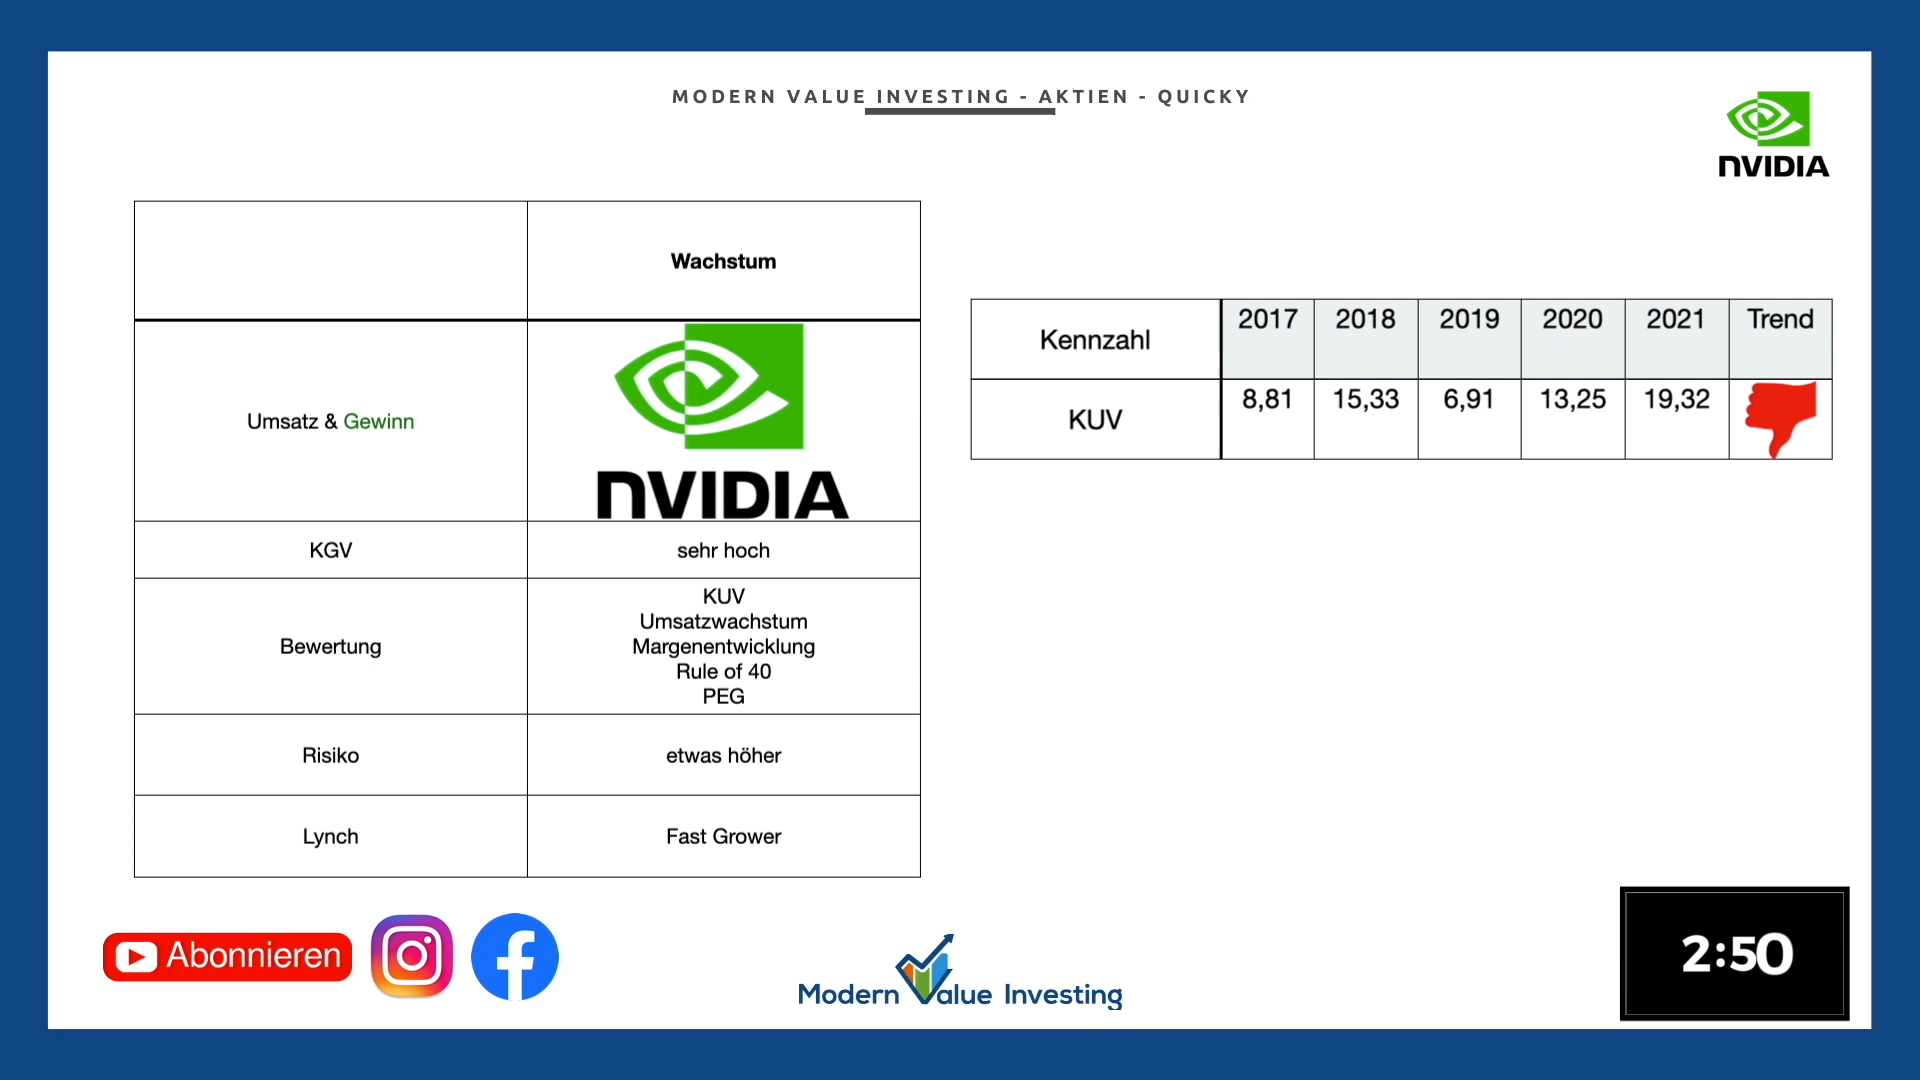 MODERN VALUE INVESTING - AKTIEN - QUICKY
NVIDIA
Wachstum
Umsatz & Gewinn
NVIDIA
KGV
sehr hoch
Bewertung
KUV
Umsatzwachstum
Margenentwicklung
Rule of 40
PEG
Risiko
etwas höher
Lynch
Fast Grower
Kennzahl 2017 2018 2019 2020 2021 Trend
KUV 8,81 15,33 6,91 13,25 19,32
Abonnieren
Modern Value Investing
2:50